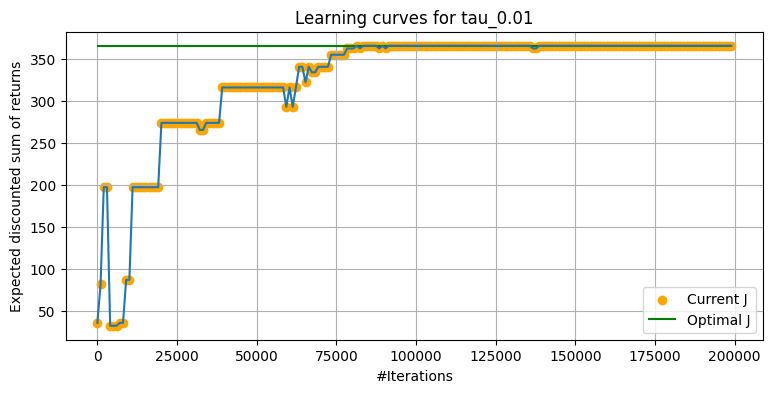 Learning curves for tau_0.01
Expected discounted sum of returns
350
300
250
200
150
100
50
Current J
Optimal J
0 25000 50000 75000 100000 125000 150000 175000 200000
#Iterations